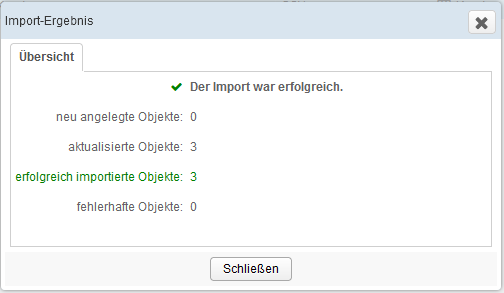 Import-Ergebnis
Übersicht
Der Import war erfolgreich.
neu angelegte Objekte: 0
aktualisierte Objekte: 3
erfolgreich importierte Objekte: 3
fehlerhafte Objekte: 0
Schließen